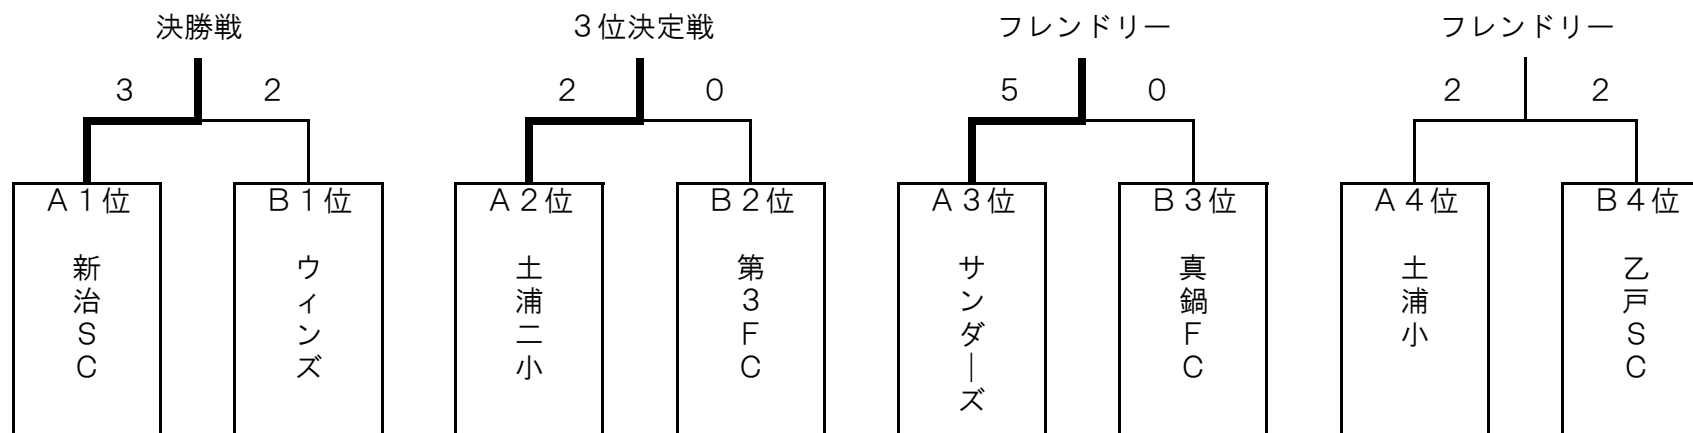 決勝戦
３位決定戦
フレンドリー
フレンドリー
３ ２
２ ０
５ ０
２ ２
Ａ１位
Ｂ１位
Ａ２位
Ｂ２位
Ａ３位
Ｂ３位
Ａ４位
Ｂ４位
新治ＳＣ
ウィンズ
土浦二小
第３ＦＣ
サンダーズ
真鍋ＦＣ
土浦小
乙戸ＳＣ